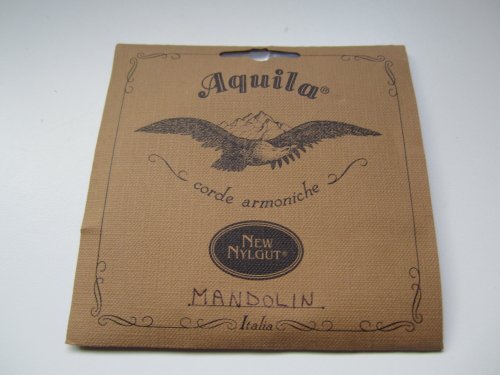 Aquila®
corde armoniche
NEW
NYLGUT®
MANDOLIN
Italia